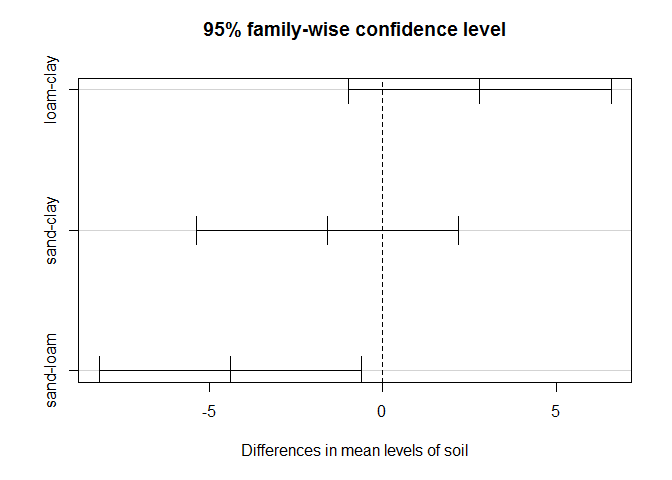 95% family-wise confidence level
loam-clay
sand-clay
sand-loam
-5 0 5
Differences in mean levels of soil